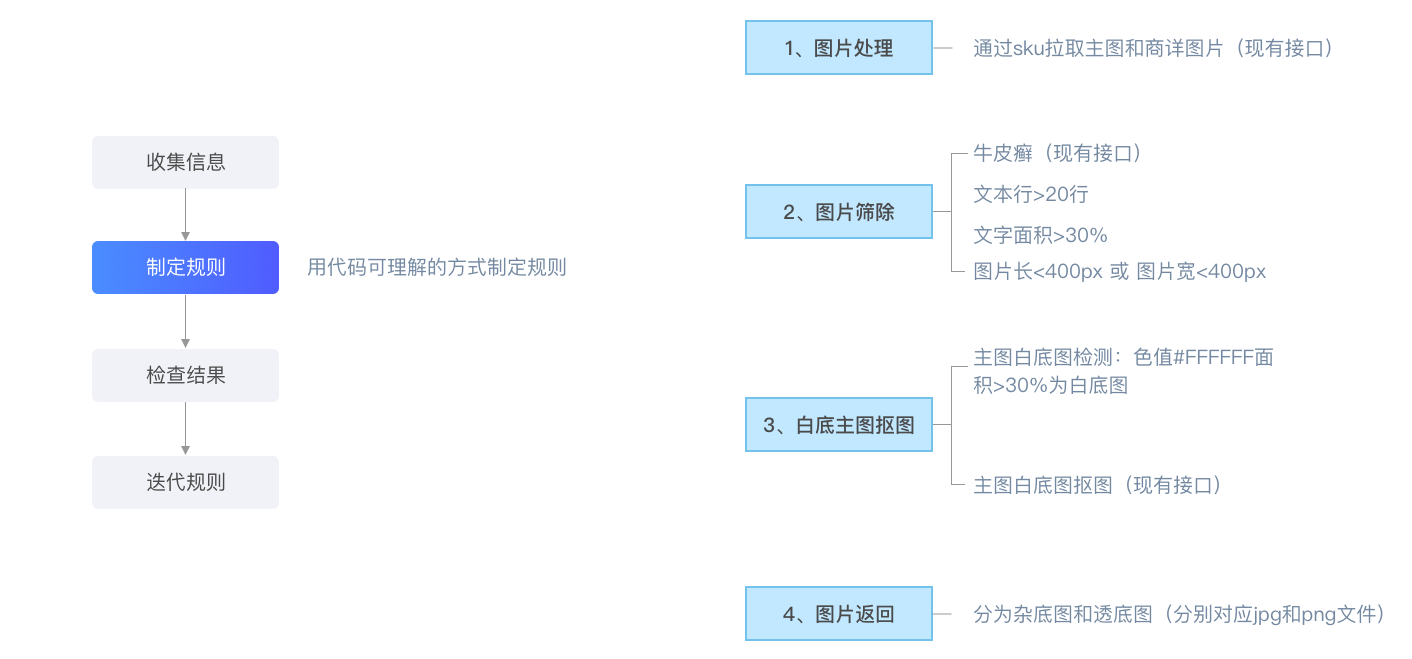 收集信息
制定规则
用代码可理解的方式制定规则
检查结果
迭代规则
1、图片处理
通过sku拉取主图和商详图片（现有接口）
2、图片筛除
牛皮癣（现有接口）
文本行>20行
文字面积>30%
图片长<400px 或 图片宽<400px
3、白底主图抠图
主图白底图检测：色值#FFFFFF面
积>30%为白底图
主图白底图抠图（现有接口）
4、图片返回
分为杂底图和透底图（分别对应jpg和png文件）